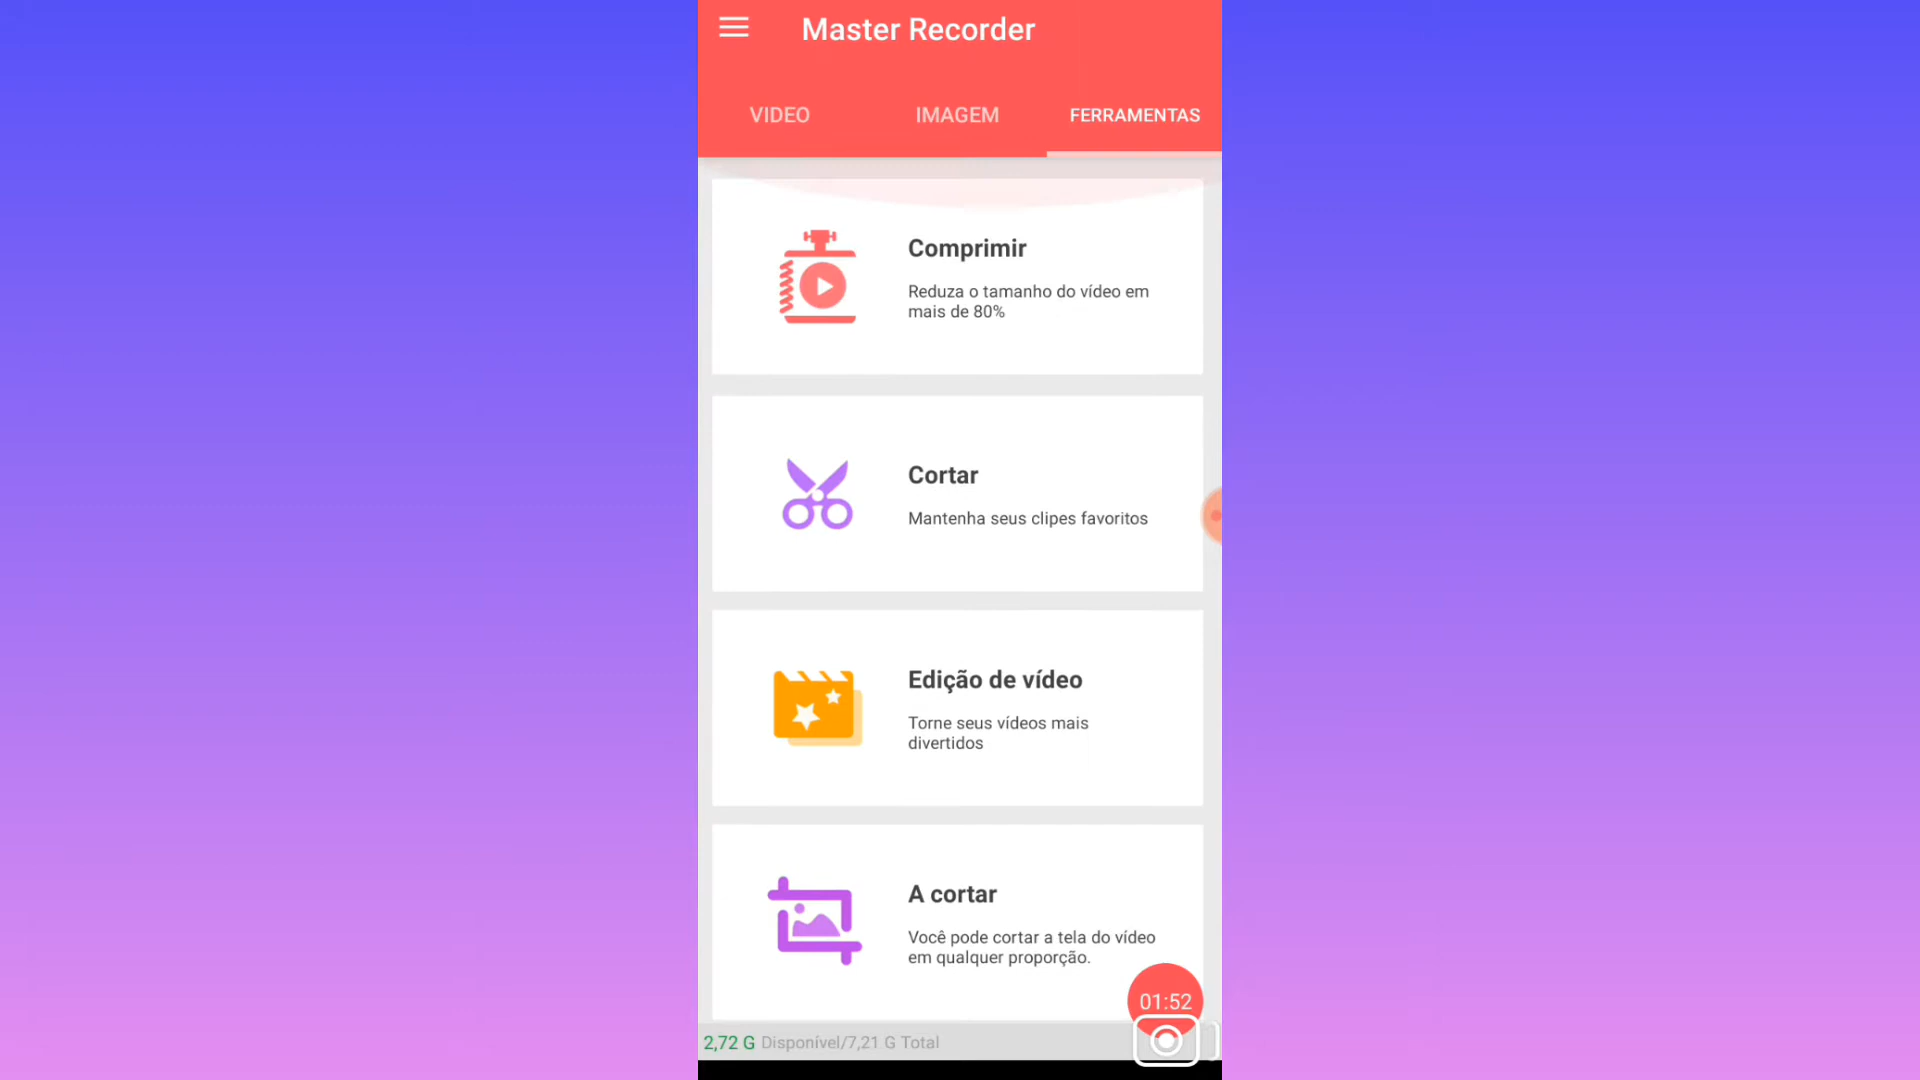 Master Recorder
VIDEO
IMAGEM
FERRAMENTAS
Comprimir
Reduza o tamanho do vídeo em
mais de 80%
Cortar
Mantenha seus clipes favoritos
Edição de vídeo
Torne seus vídeos mais
divertidos
A cortar
Você pode cortar a tela do vídeo
em qualquer proporção.
01:52
2,72 G Disponível/7,21 G Total